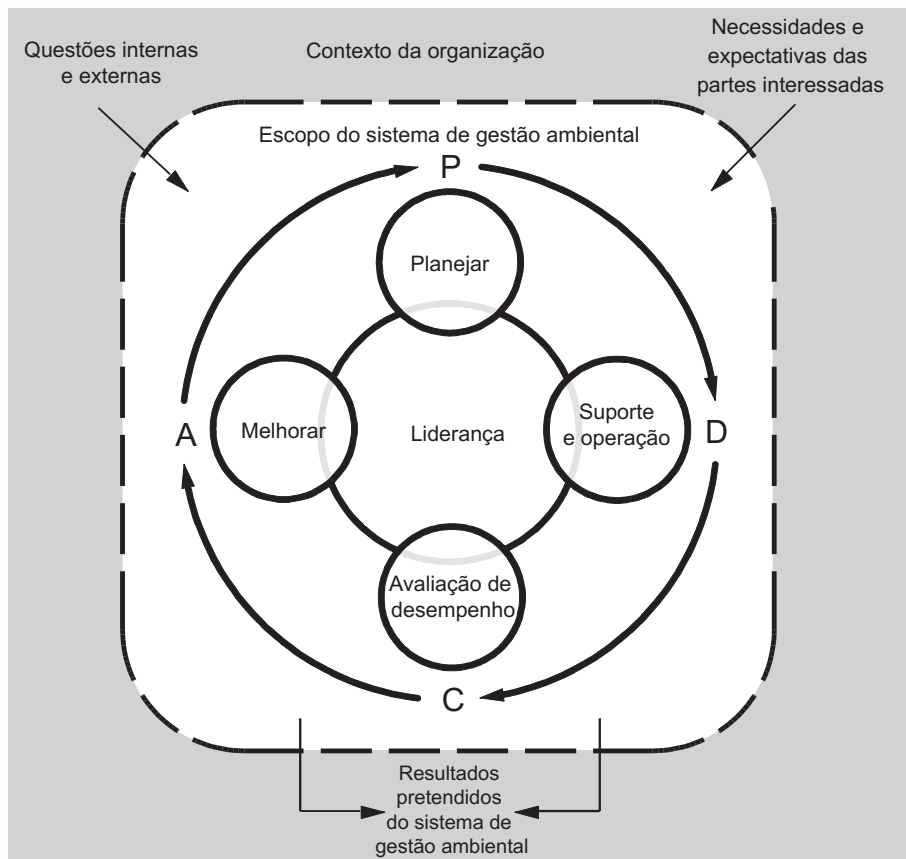 Questões internas
e externas
Contexto da organização
Necessidades e
expectativas das
partes interessadas
Escopo do sistema de gestão ambiental
P
Planejar
A
Melhorar
Liderança
Suporte
e operação
D
Avaliação de
desempenho
C
Resultados
pretendidos
do sistema de
gestão ambiental